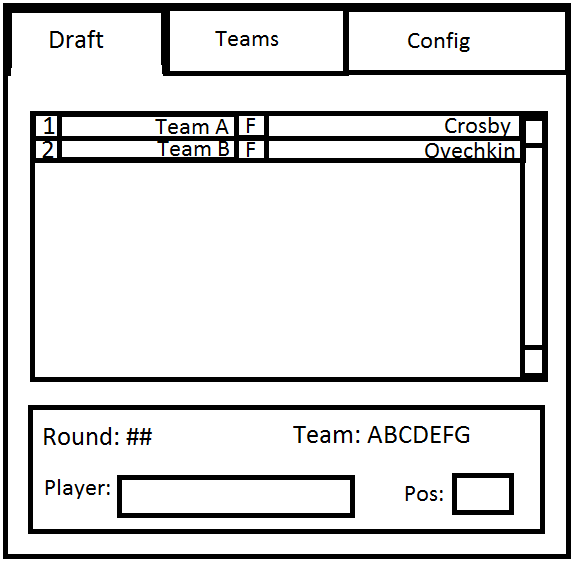 Draft Teams Config
1 Team A F Crosby
2 Team B F Ovechkin
Round: ## Team: ABCDEFG
Player: Pos: